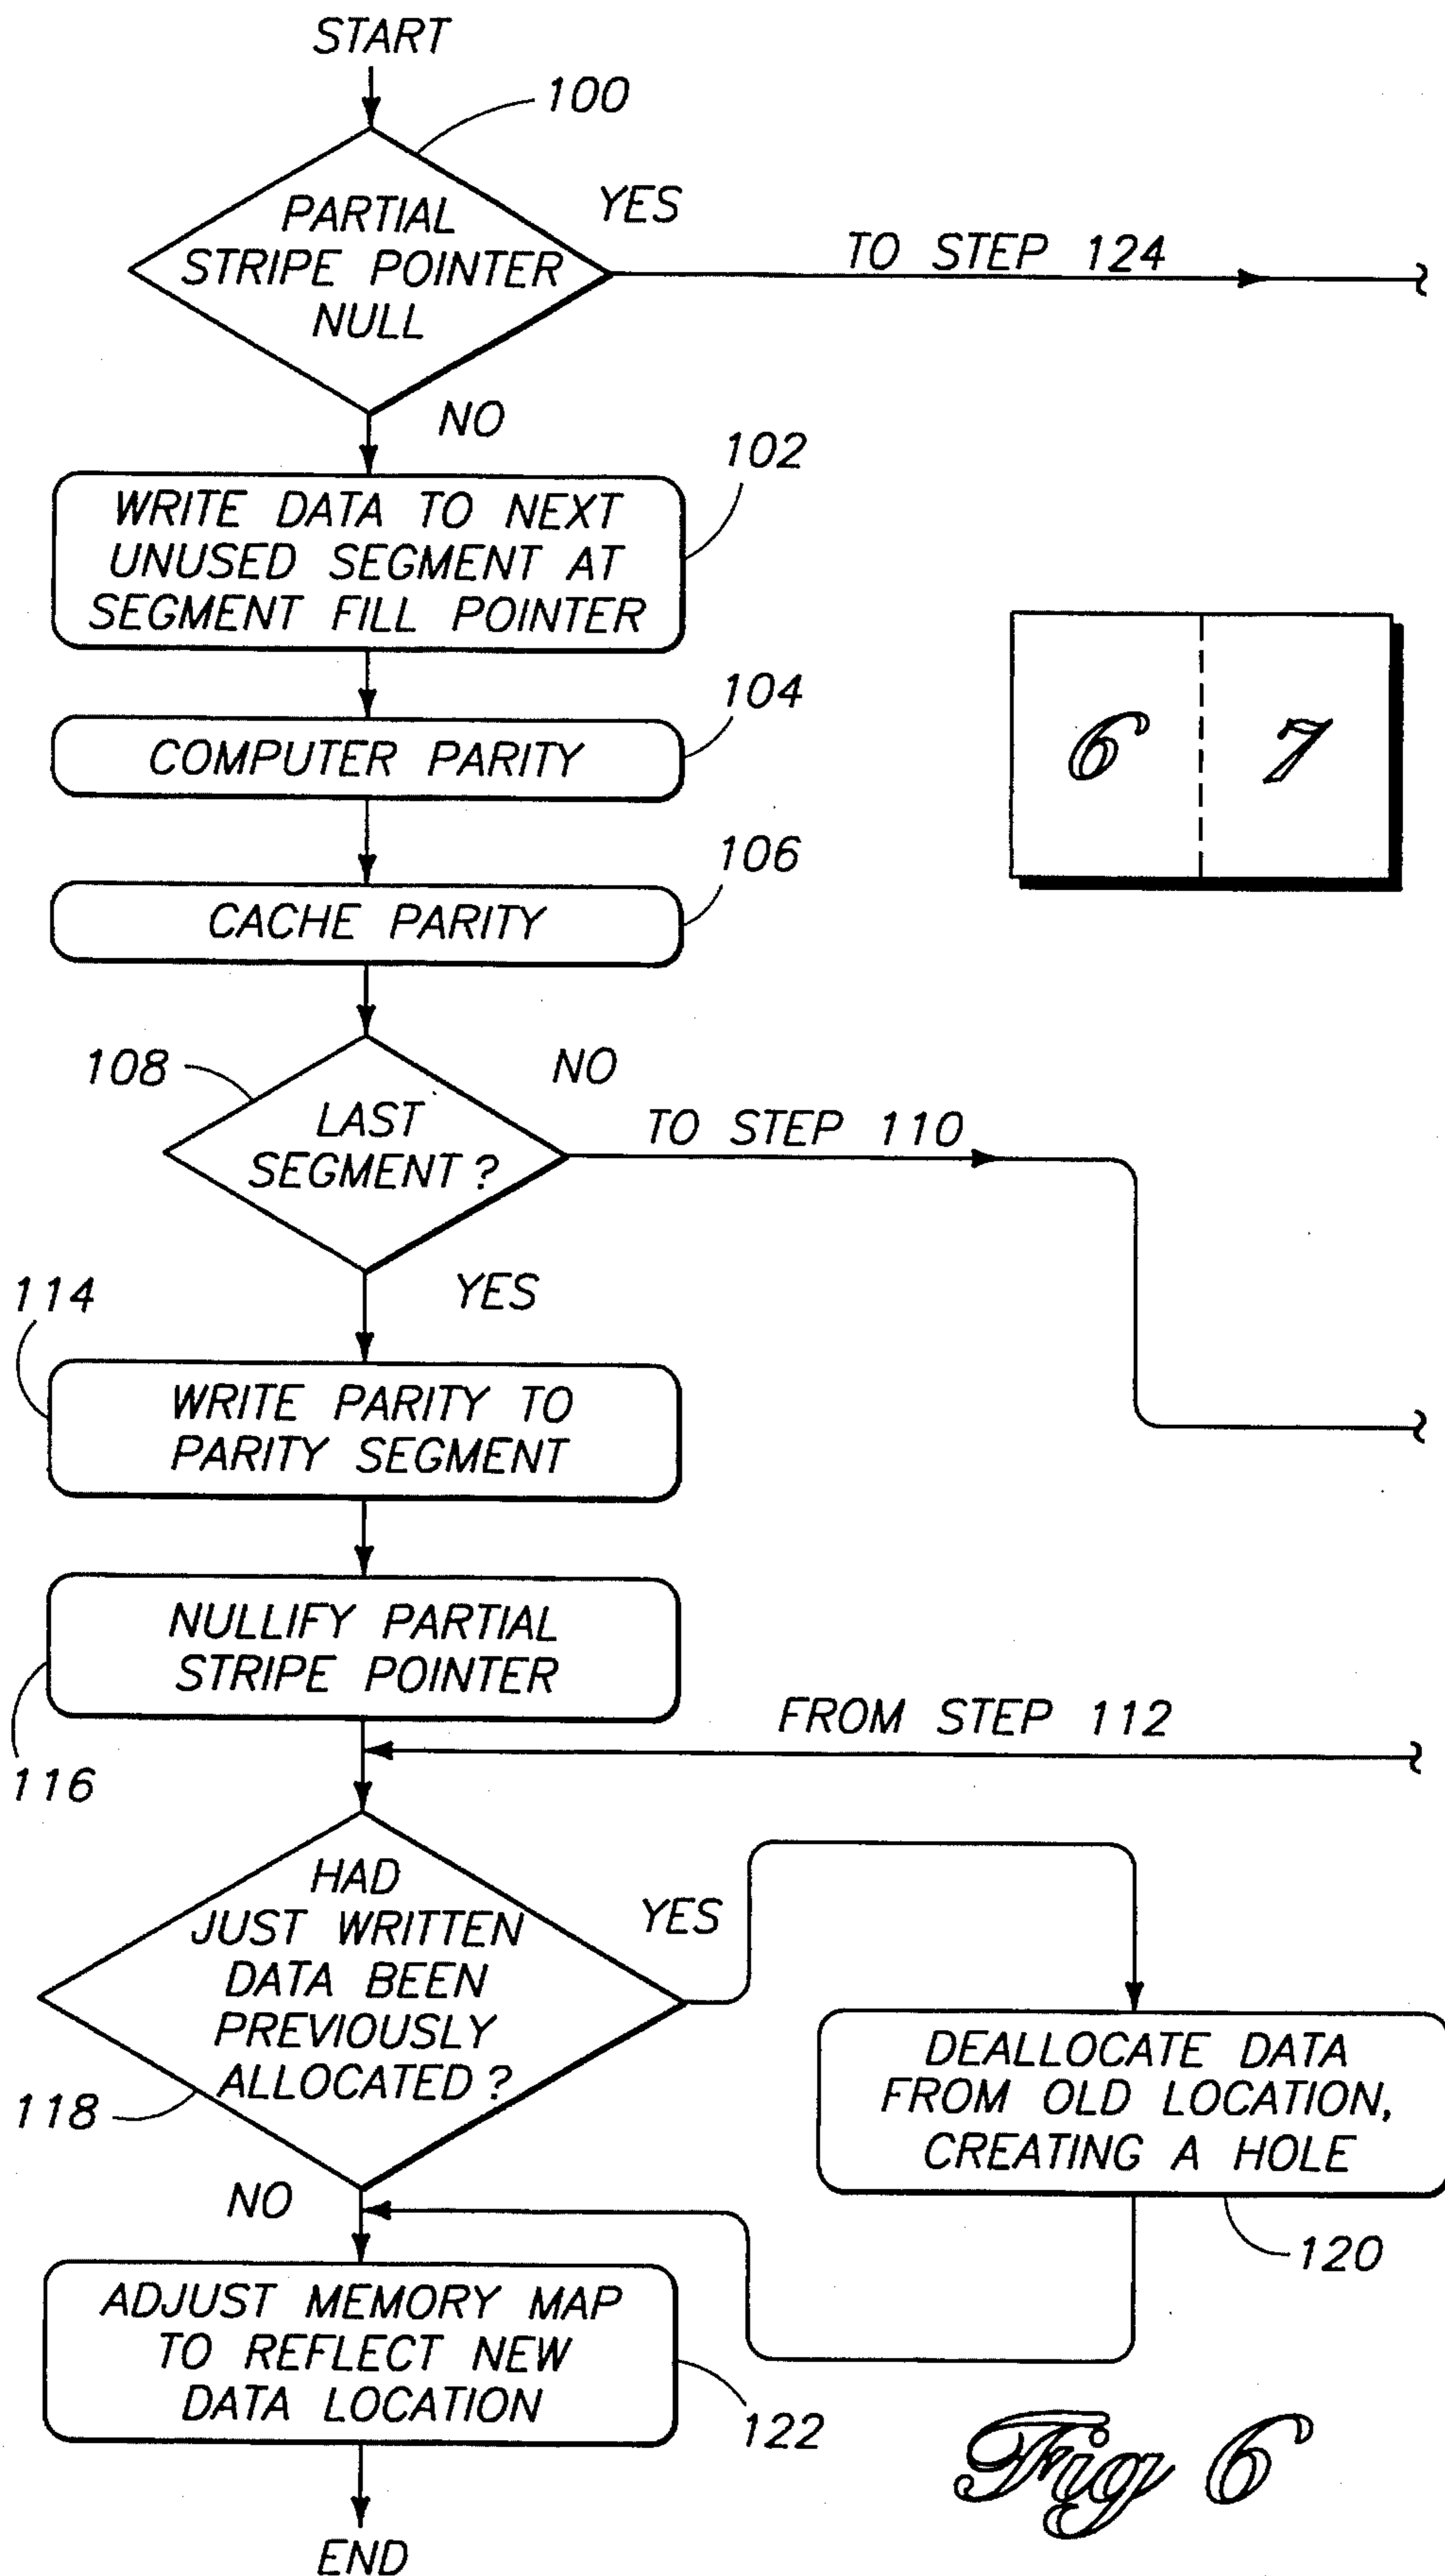 START
100
PARTIAL
STRIPE POINTER
NULL
YES
TO STEP 124
NO
102
WRITE DATA TO NEXT
UNUSED SEGMENT AT
SEGMENT FILL POINTER
104
COMPUTER PARITY
6
7
106
CACHE PARITY
108
NO
LAST
SEGMENT?
TO STEP 110
YES
114
WRITE PARITY TO
PARITY SEGMENT
NULLIFY PARTIAL
STRIPE POINTER
116
FROM STEP 112
HAD
JUST WRITTEN
DATA BEEN
PREVIOUSLY
ALLOCATED?
YES
118
DEALLOCATE DATA
FROM OLD LOCATION,
CREATING A HOLE
120
NO
ADJUST MEMORY MAP
TO REFLECT NEW
DATA LOCATION
122
END
Fig 6